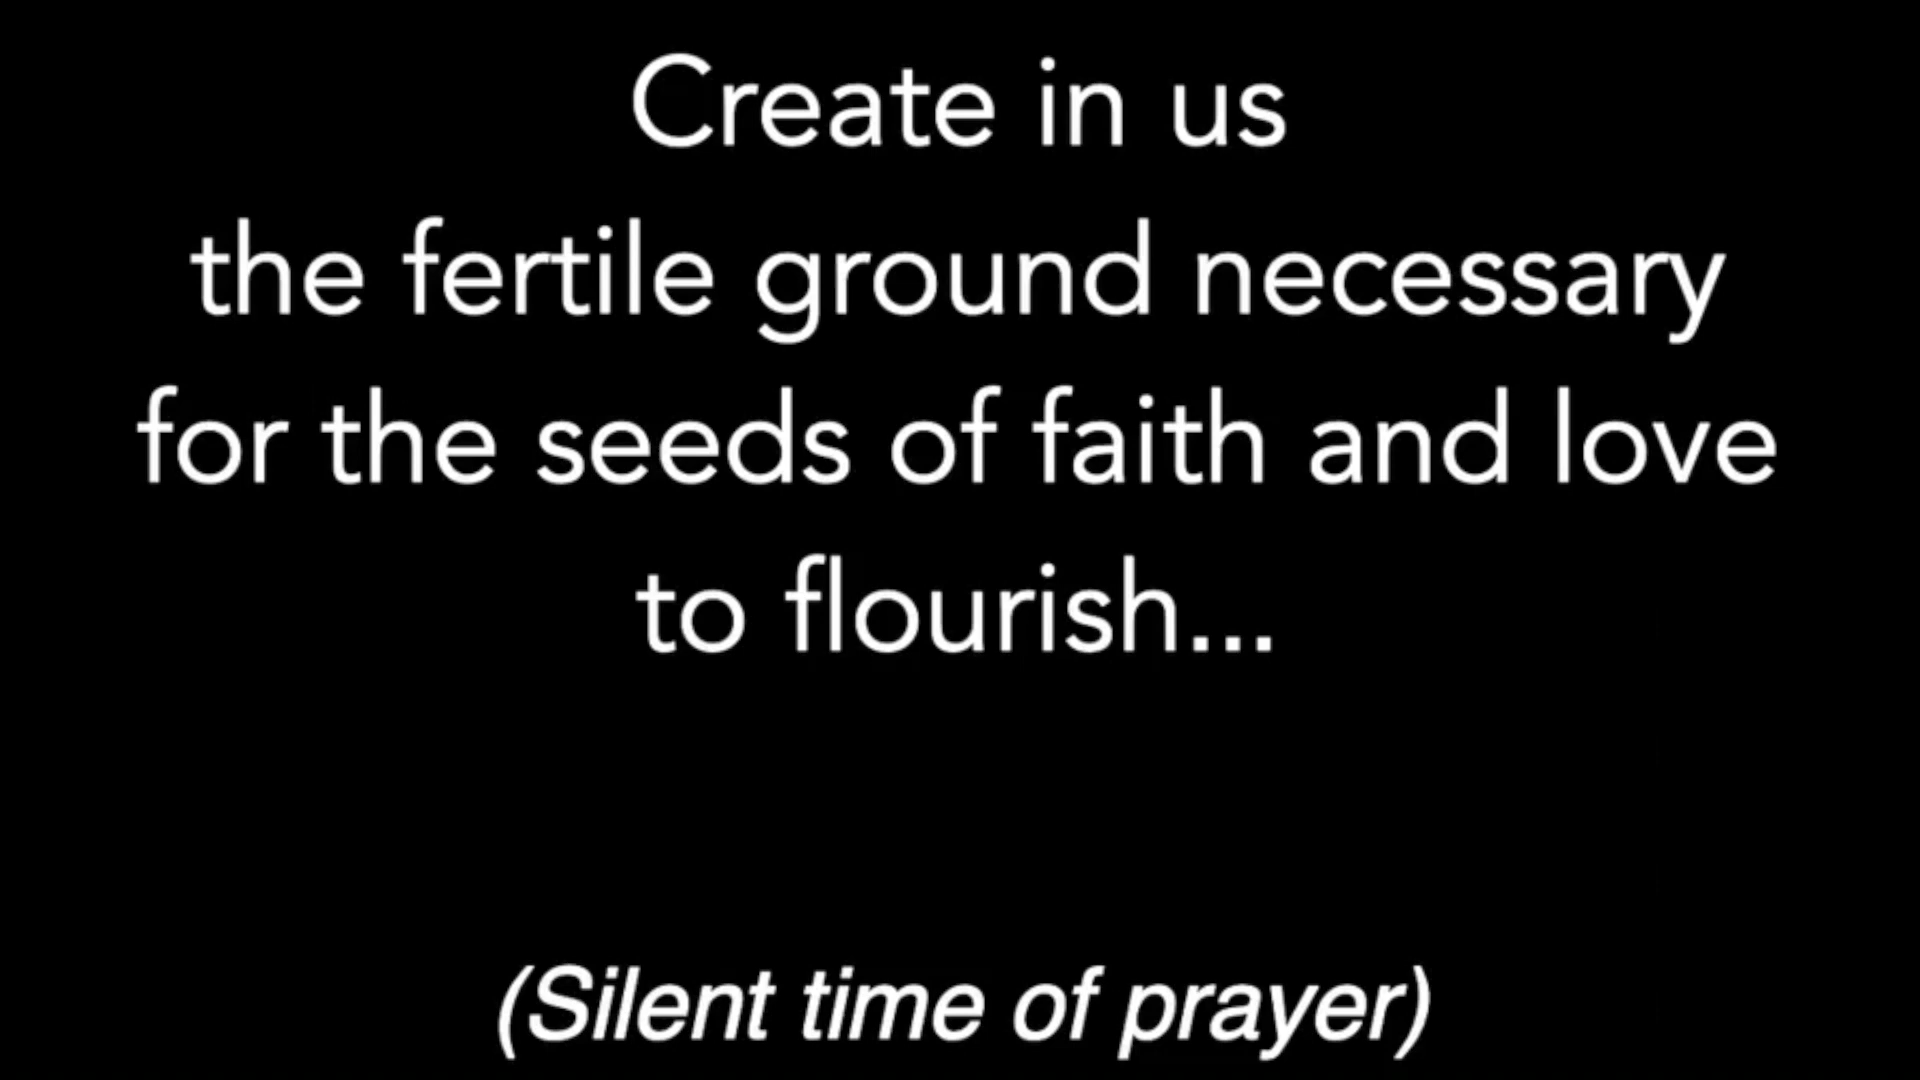 Create in us
the fertile ground necessary
for the seeds of faith and love
to flourish...
(Silent time of prayer)